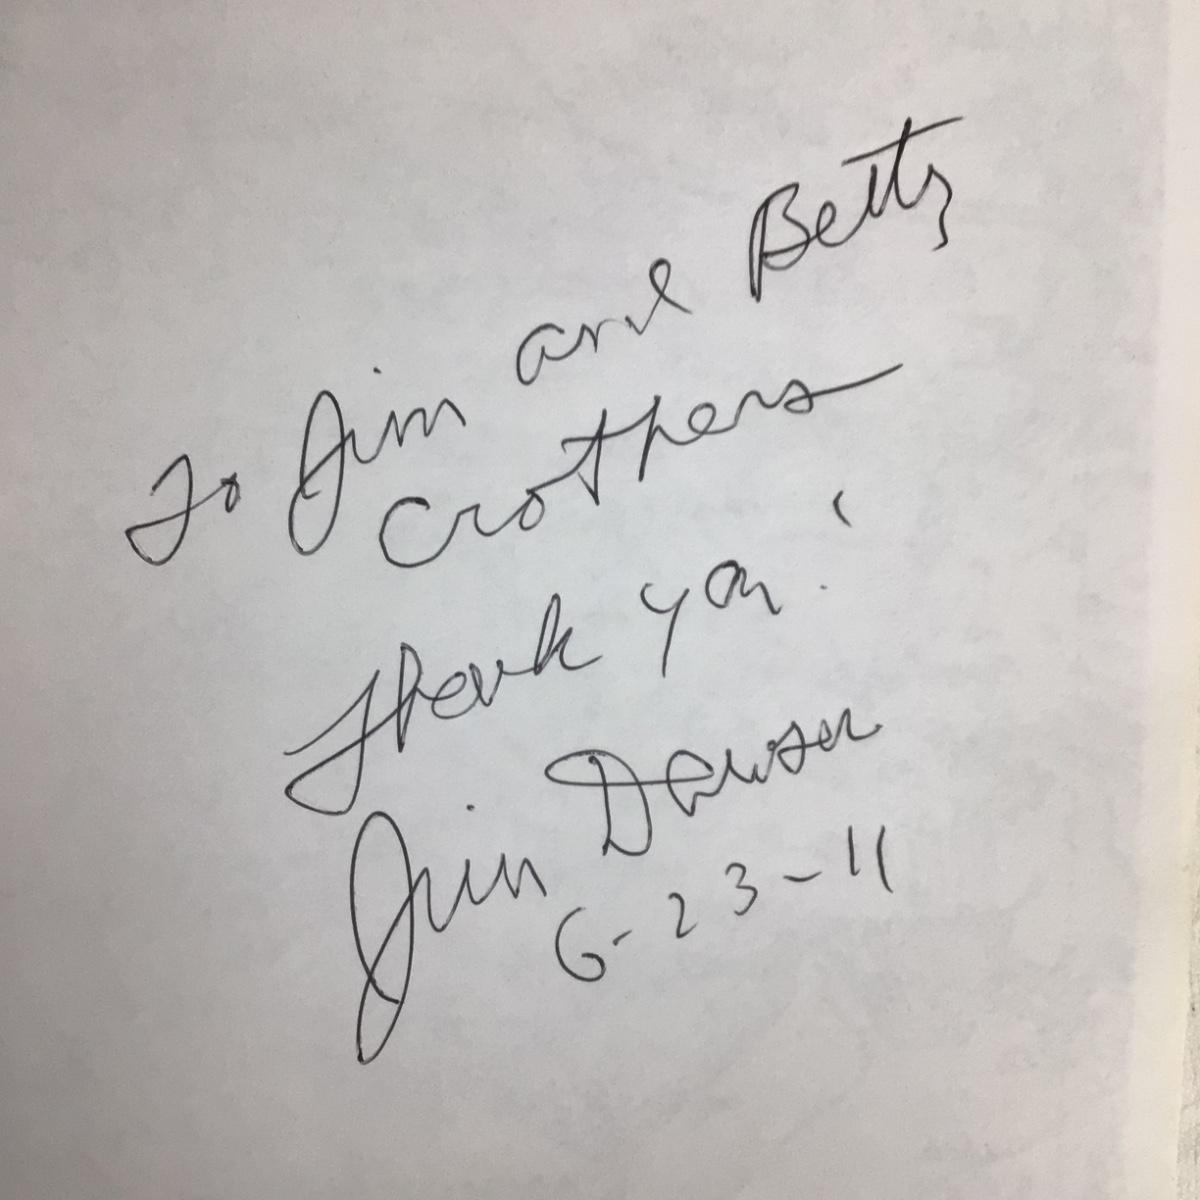 To Jim and Betty
Crothers
Thank you!
Jim Dawson
6-23-11